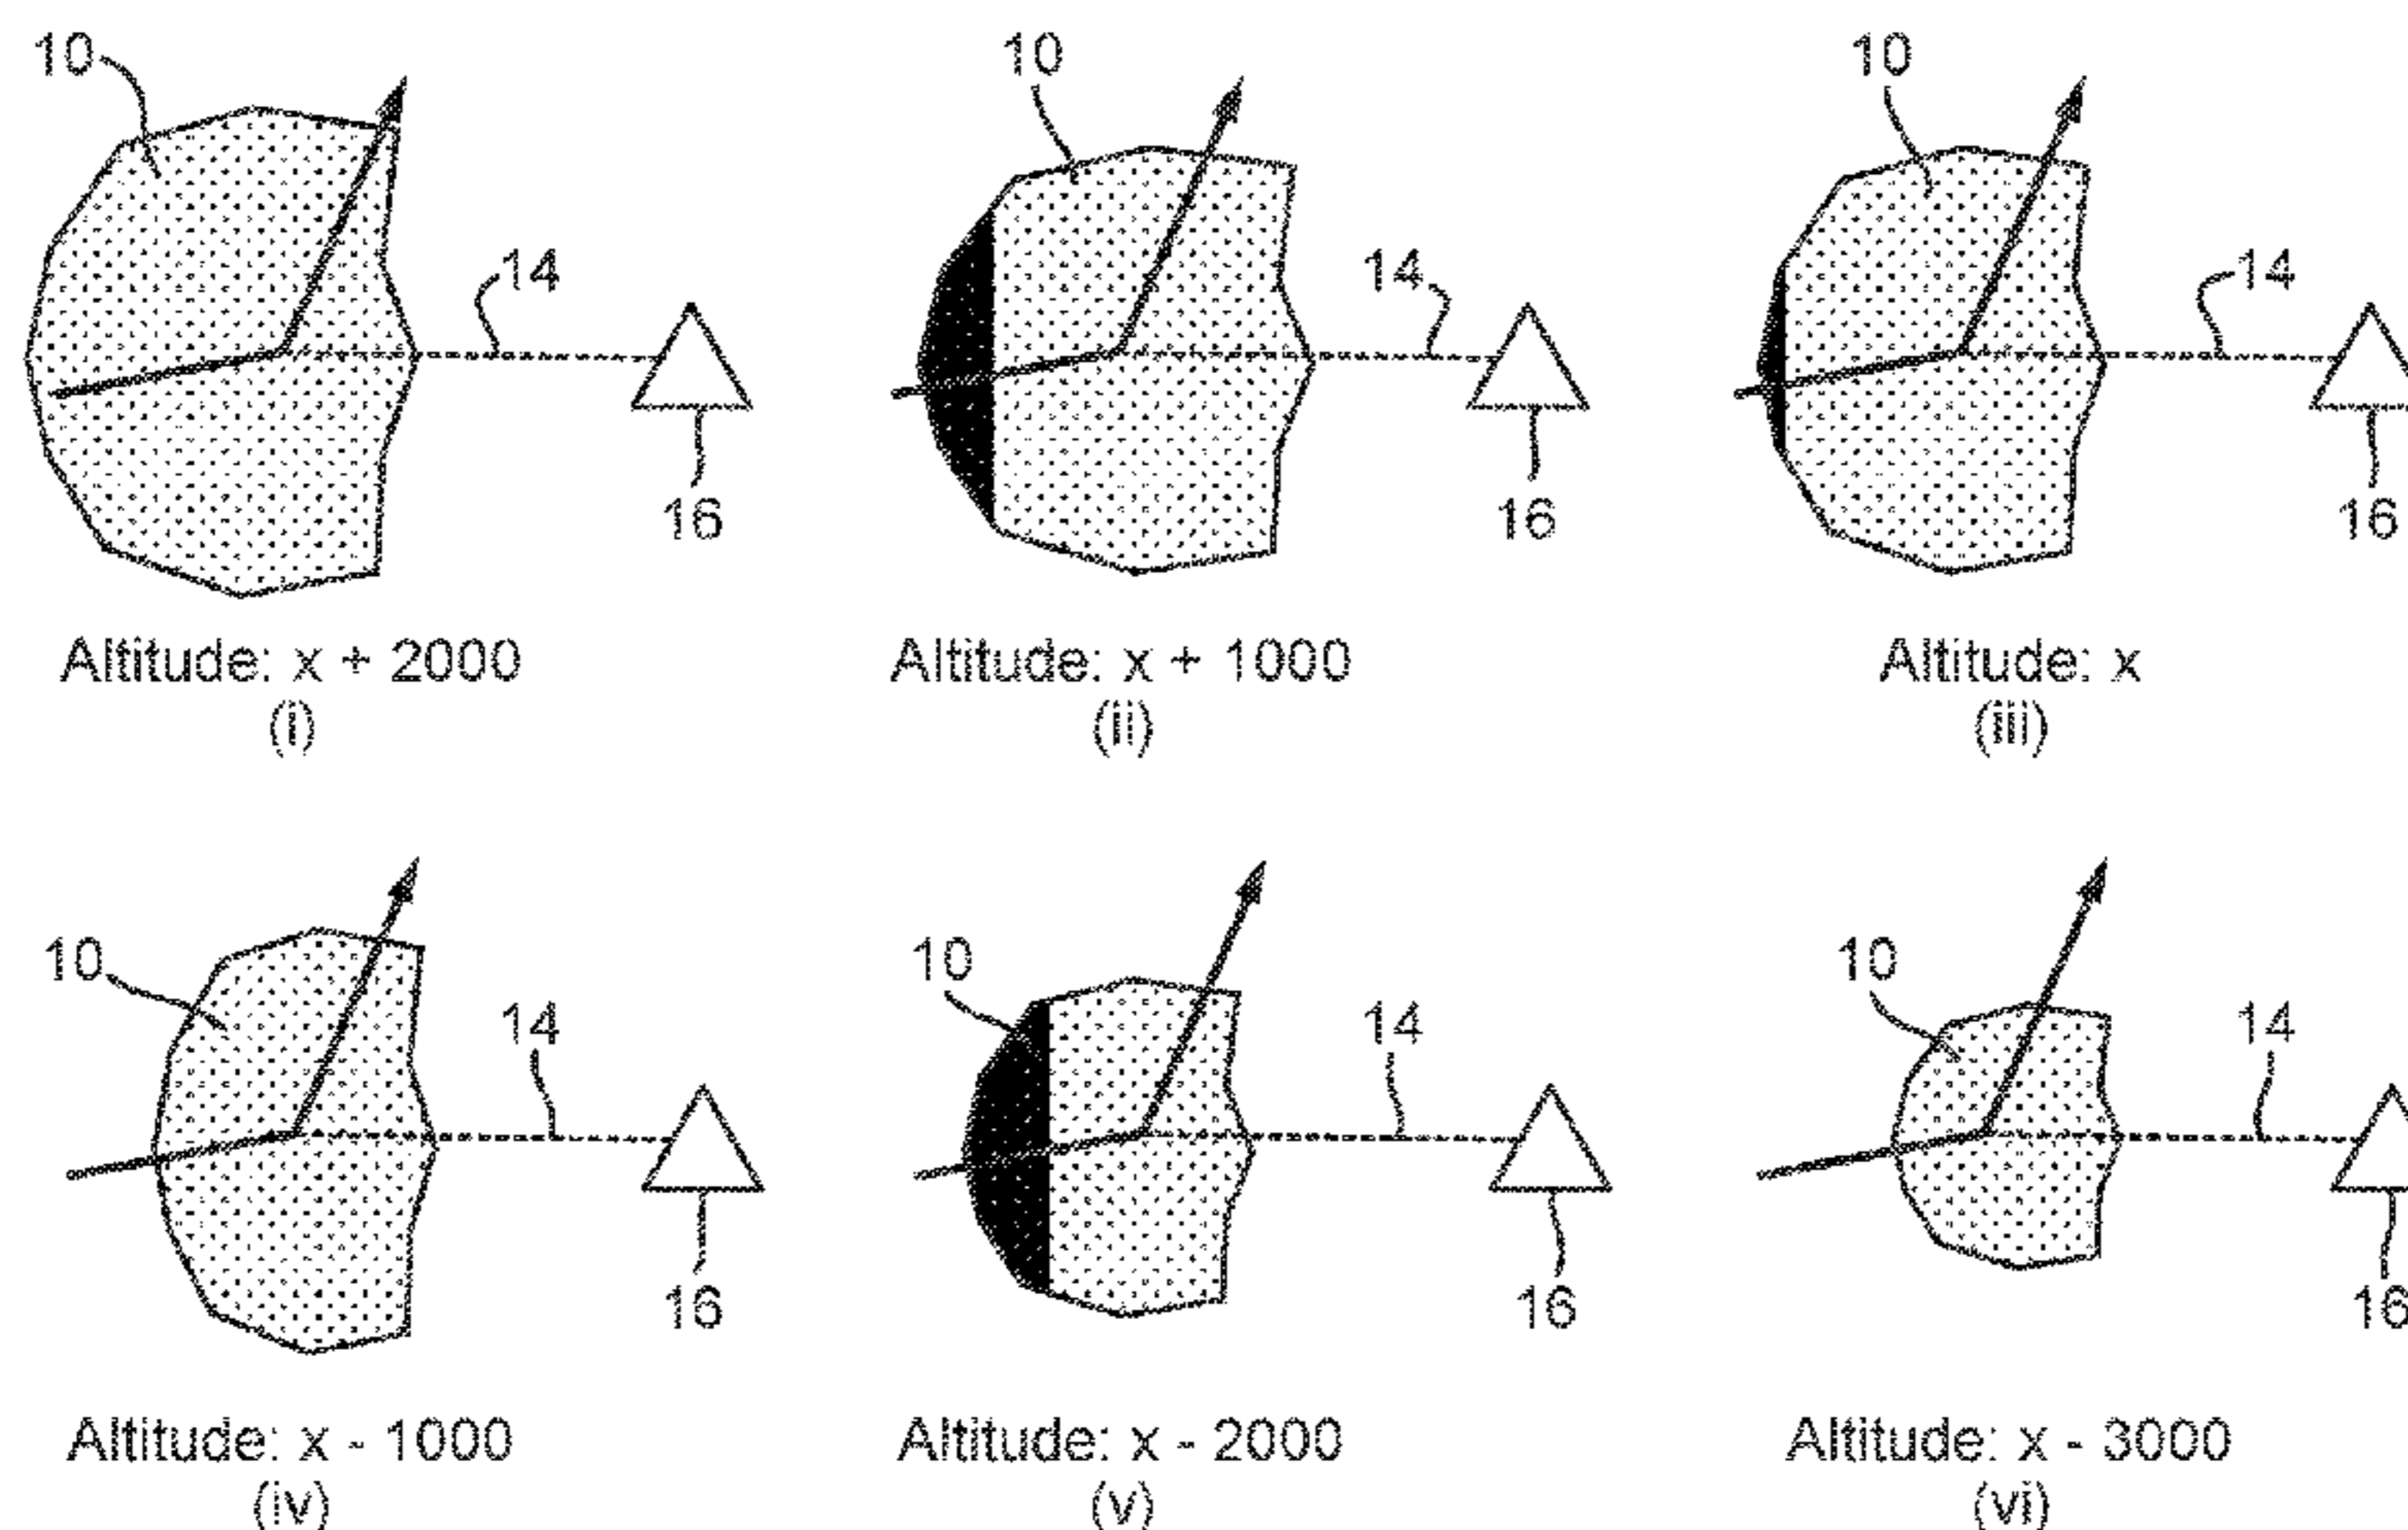 10
10
10
14
14
14
16
16
16
Altitude: x + 2000
Altitude: x + 1000
Altitude: x
(i)
(ii)
(iii)
10
10
10
14
14
14
16
16
16
Altitude: x - 1000
Altitude: x - 2000
Altitude: x - 3000
(iv)
(v)
(vi)